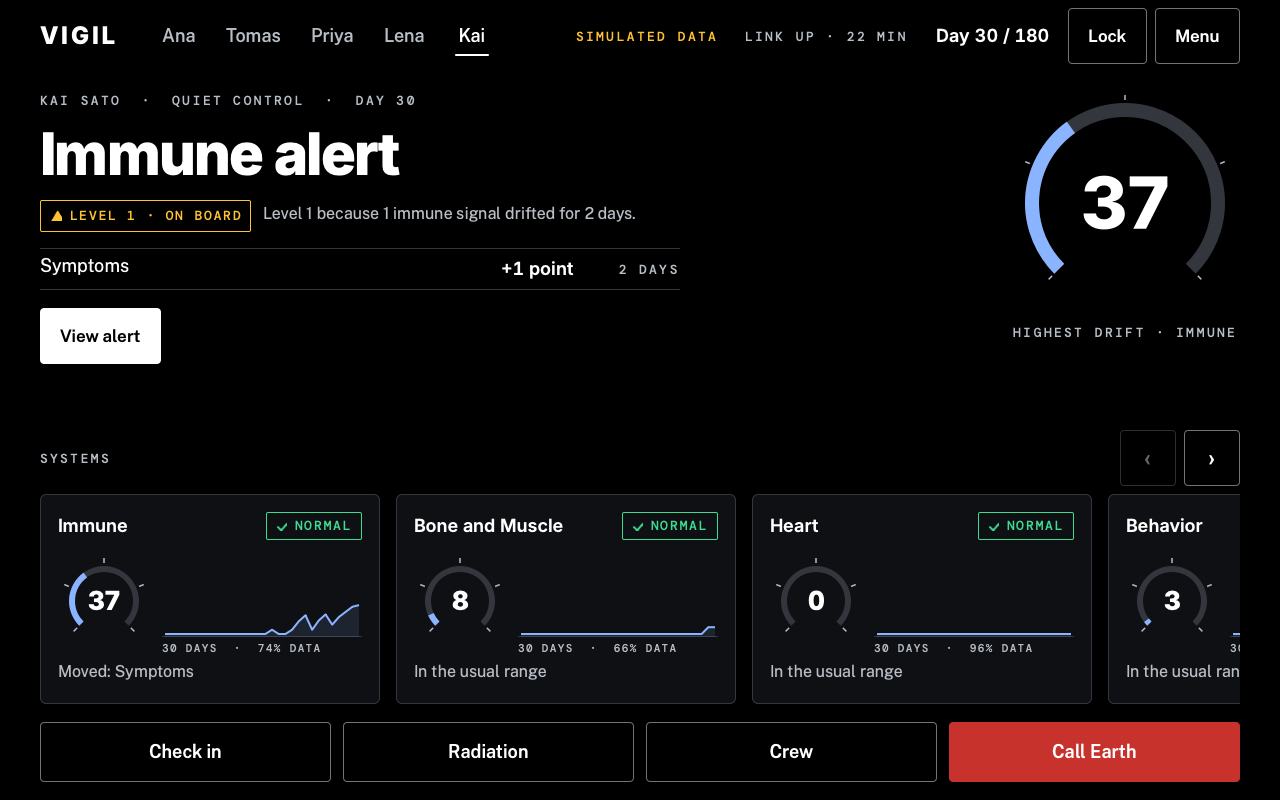 VIGIL
Ana
Tomas
Priya
Lena
Kai
SIMULATED DATA
LINK UP · 22 MIN
Day 30 / 180
Lock
Menu
KAI SATO · QUIET CONTROL · DAY 30
Immune alert
LEVEL 1 · ON BOARD
Level 1 because 1 immune signal drifted for 2 days.
Symptoms
+1 point
2 DAYS
View alert
37
HIGHEST DRIFT · IMMUNE
SYSTEMS
‹
›
Immune
NORMAL
37
30 DAYS · 74% DATA
Moved: Symptoms
Bone and Muscle
NORMAL
8
30 DAYS · 66% DATA
In the usual range
Heart
NORMAL
0
30 DAYS · 96% DATA
In the usual range
Behavior
3
In the usual ran
Check in
Radiation
Crew
Call Earth